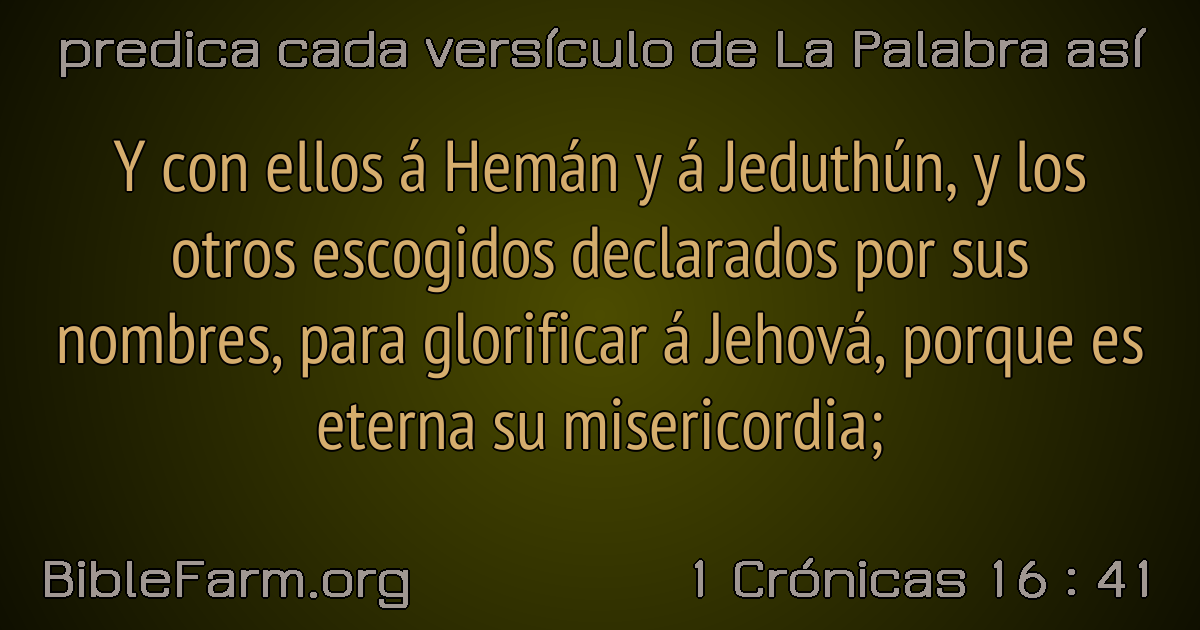 predica cada versículo de La Palabra así
Y con ellos á Hemán y á Jeduthún, y los
otros escogidos declarados por sus
nombres, para glorificar á Jehová, porque es
eterna su misericordia;
BibleFarm.org
1 Crónicas 16 : 41